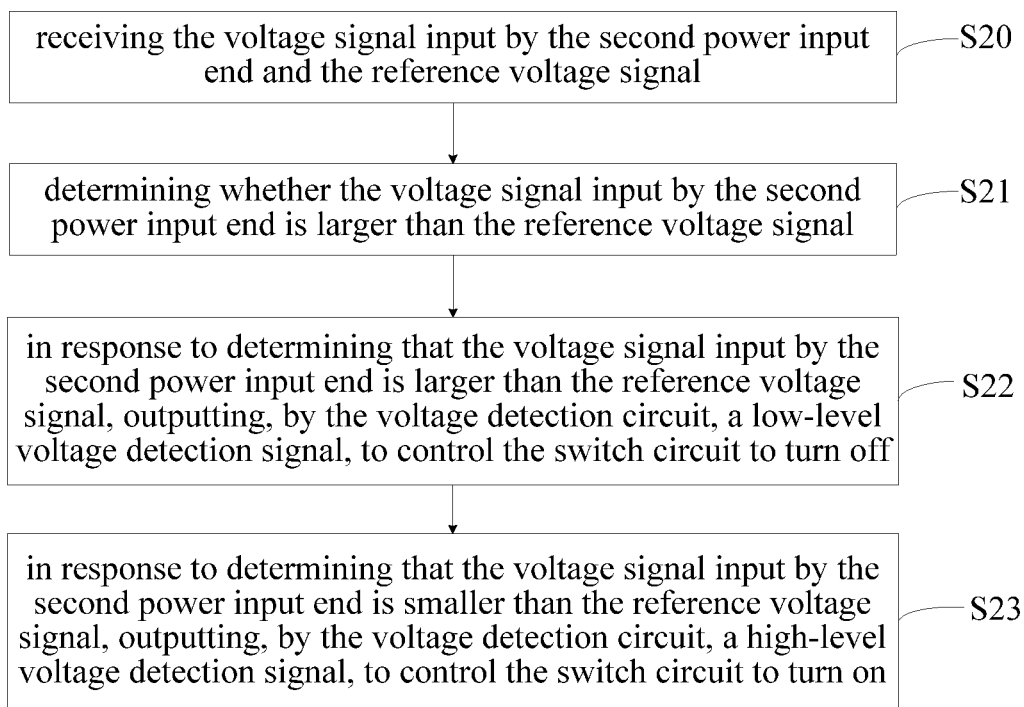 receiving the voltage signal input by the second power input
end and the reference voltage signal
S20
determining whether the voltage signal input by the second
power input end is larger than the reference voltage signal
S21
in response to determining that the voltage signal input by the
second power input end is larger than the reference voltage
signal, outputting, by the voltage detection circuit, a low-level
voltage detection signal, to control the switch circuit to turn off
S22
in response to determining that the voltage signal input by the
second power input end is smaller than the reference voltage
signal, outputting, by the voltage detection circuit, a high-level
voltage detection signal, to control the switch circuit to turn on
S23